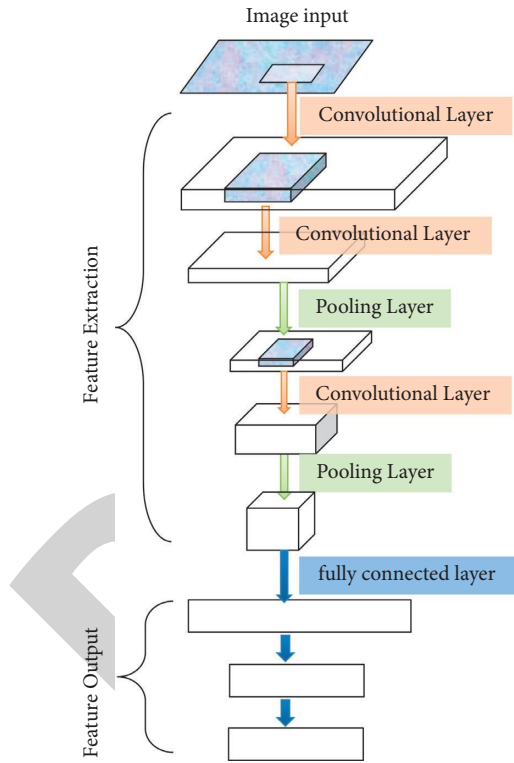 Image input
Convolutional Layer
Convolutional Layer
Pooling Layer
Convolutional Layer
Pooling Layer
fully connected layer
Feature Extraction
Feature Output